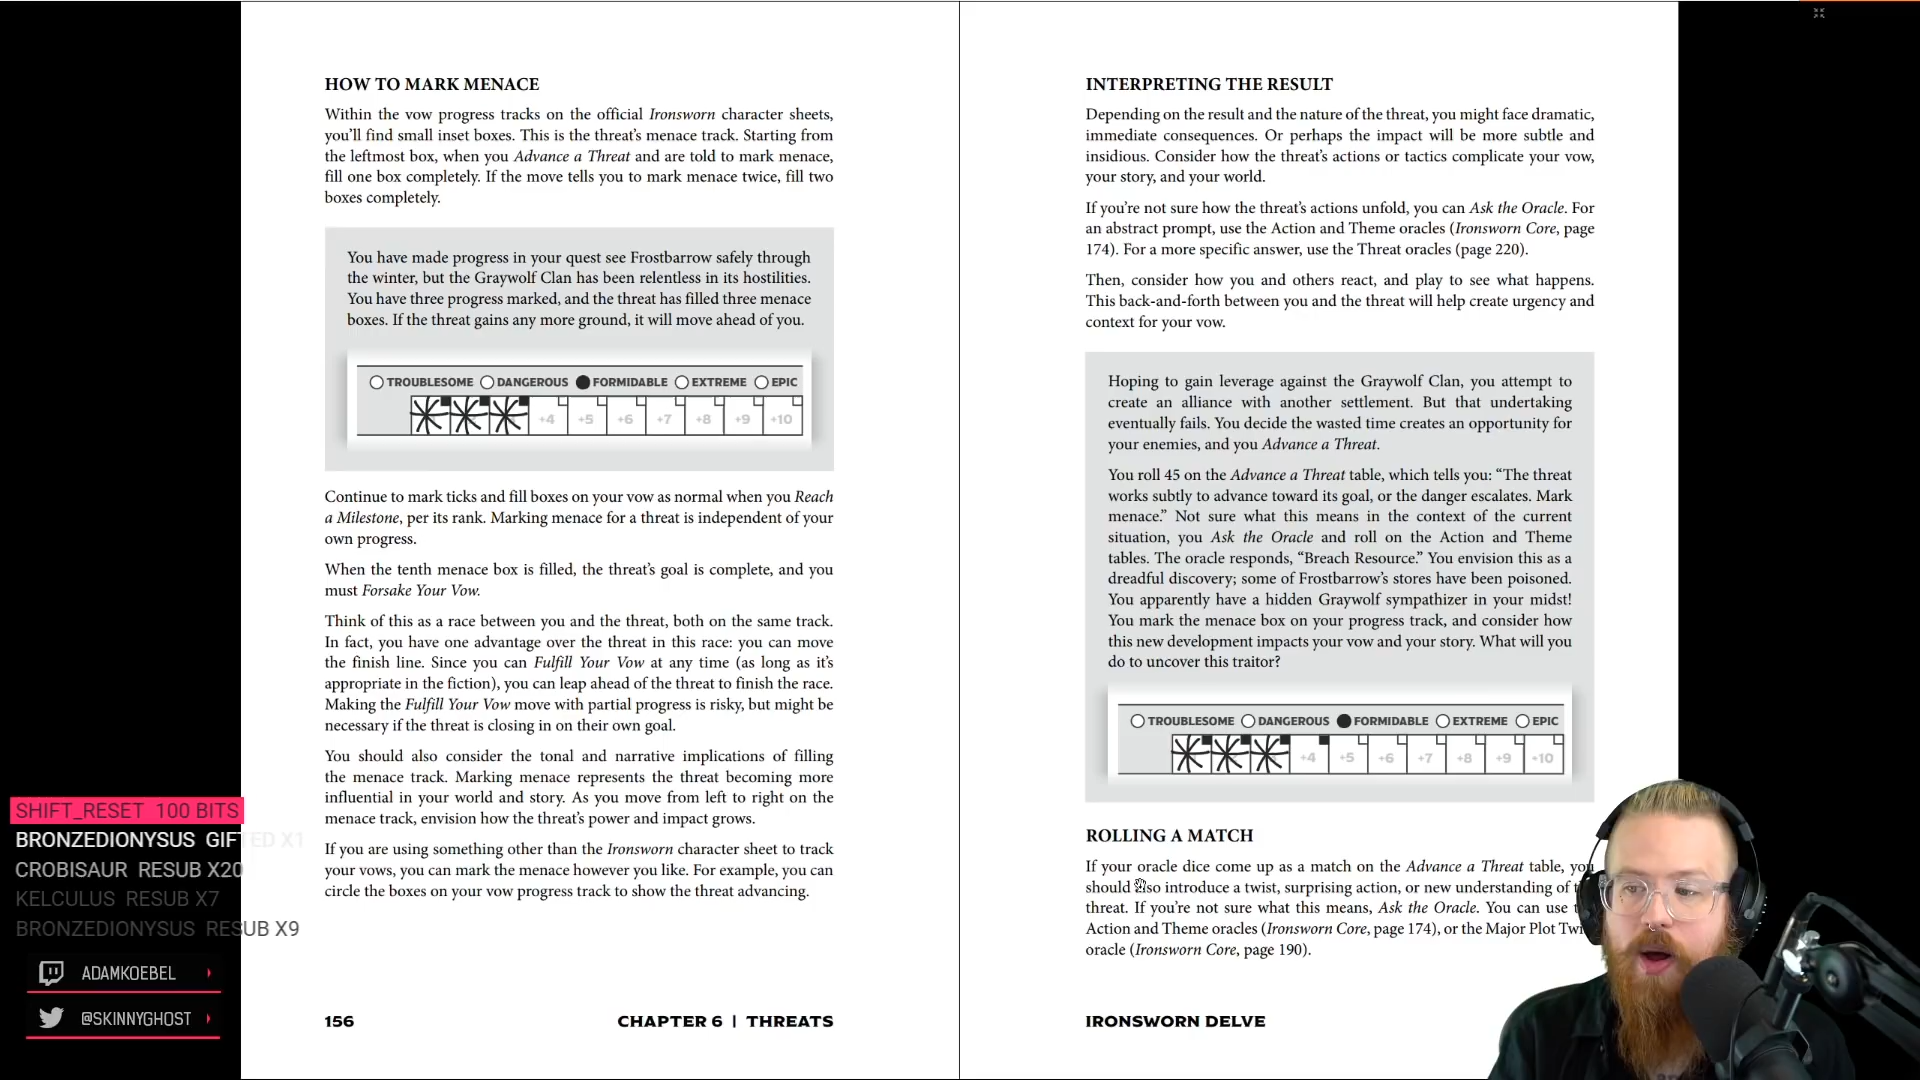 HOW TO MARK MENACE
Within the vow progress tracks on the official Ironsworn character sheets,
you'll find small inset boxes. This is the threat's menace track. Starting from
the leftmost box, when you Advance a Threat and are told to mark menace,
fill one box completely. If the move tells you to mark menace twice, fill two
boxes completely.
You have made progress in your quest see Frostbarrow safely through
the winter, but the Graywolf Clan has been relentless in its hostilities.
You have three progress marked, and the threat has filled three menace
boxes. If the threat gains any more ground, it will move ahead of you.
TROUBLESOME DANGEROUS FORMIDABLE EXTREME EPIC
+4 +5 +6 +7 +8 +9 +10
Continue to mark ticks and fill boxes on your vow as normal when you Reach
a Milestone, per its rank. Marking menace for a threat is independent of your
own progress.
When the tenth menace box is filled, the threat's goal is complete, and you
must Forsake Your Vow.
Think of this as a race between you and the threat, both on the same track.
In fact, you have one advantage over the threat in this race: you can move
the finish line. Since you can Fulfill Your Vow at any time (as long as it's
appropriate in the fiction), you can leap ahead of the threat to finish the race.
Making the Fulfill Your Vow move with partial progress is risky, but might be
necessary if the threat is closing in on their own goal.
You should also consider the tonal and narrative implications of filling
the menace track. Marking menace represents the threat becoming more
influential in your world and story. As you move from left to right on the
menace track, envision how the threat's power and impact grows.
If you are using something other than the Ironsworn character sheet to track
your vows, you can mark the menace however you like. For example, you can
circle the boxes on your vow progress track to show the threat advancing.
156 CHAPTER 6 | THREATS
INTERPRETING THE RESULT
Depending on the result and the nature of the threat, you might face dramatic,
immediate consequences. Or perhaps the impact will be more subtle and
insidious. Consider how the threat's actions or tactics complicate your vow,
your story, and your world.
If you're not sure how the threat's actions unfold, you can Ask the Oracle. For
an abstract prompt, use the Action and Theme oracles (Ironsworn Core, page
174). For a more specific answer, use the Threat oracles (page 220).
Then, consider how you and others react, and play to see what happens.
This back-and-forth between you and the threat will help create urgency and
context for your vow.
Hoping to gain leverage against the Graywolf Clan, you attempt to
create an alliance with another settlement. But that undertaking
eventually fails. You decide the wasted time creates an opportunity for
your enemies, and you Advance a Threat.
You roll 45 on the Advance a Threat table, which tells you: “The threat
works subtly to advance toward its goal, or the danger escalates. Mark
menace.” Not sure what this means in the context of the current
situation, you Ask the Oracle and roll on the Action and Theme
tables. The oracle responds, “Breach Resource.” You envision this as a
dreadful discovery; some of Frostbarrow's stores have been poisoned.
You apparently have a hidden Graywolf sympathizer in your midst!
You mark the menace box on your progress track, and consider how
this new development impacts your vow and your story. What will you
do to uncover this traitor?
TROUBLESOME DANGEROUS FORMIDABLE EXTREME EPIC
+4 +5 +6 +7 +8 +9 +10
ROLLING A MATCH
If your oracle dice come up as a match on the Advance a Threat table, you
should also introduce a twist, surprising action, or new understanding of
threat. If you're not sure what this means, Ask the Oracle. You can use
Action and Theme oracles (Ironsworn Core, page 174), or the Major Plot
oracle (Ironsworn Core, page 190).
IRONSWORN DELVE
SHIFT_RESET 100 BITS
BRONZEDIONYSUS GIFTED X1
CROBISAUR RESUB X20
KELCULUS RESUB X7
BRONZEDIONYSUS RESUB X9
ADAMKOEBEL
@SKINNYGHOST